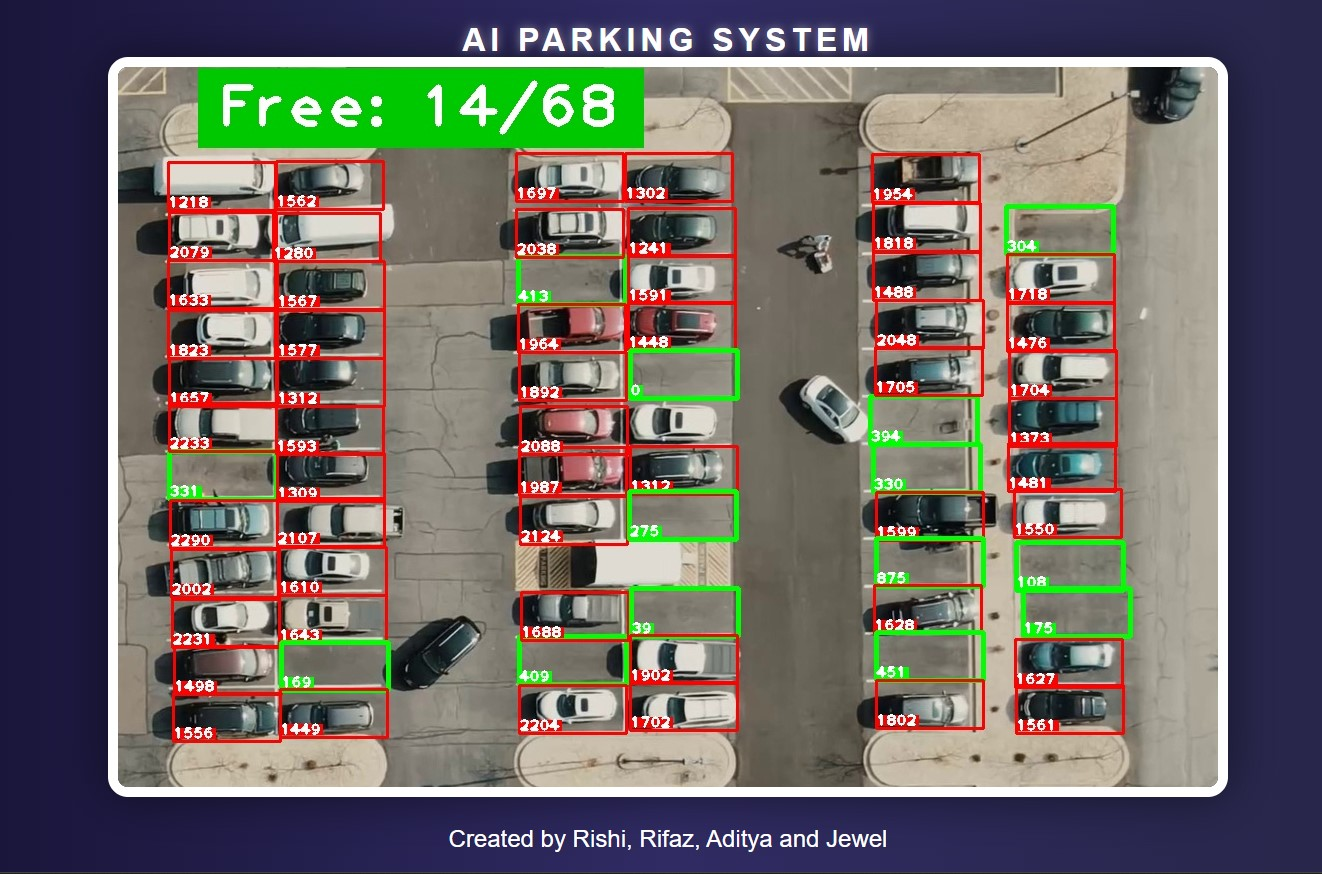 AI PARKING SYSTEM
Free: 14/68
1218 1562 1697 1302 1954
2079 1280 2038 1241 1818 304
1633 1567 413 1591 1488 1718
1823 1577 1964 1448 2048 1476
1657 1312 1892 0 1705 1704
2233 1593 2088 394 1373
331 1309 1987 1312 330 1481
2290 2107 2124 275 1599 1550
2002 1610 875 108
2231 1643 1688 39 1628 175
1498 169 409 1902 451 1627
1556 1449 2204 1702 1802 1561
Created by Rishi, Rifaz, Aditya and Jewel